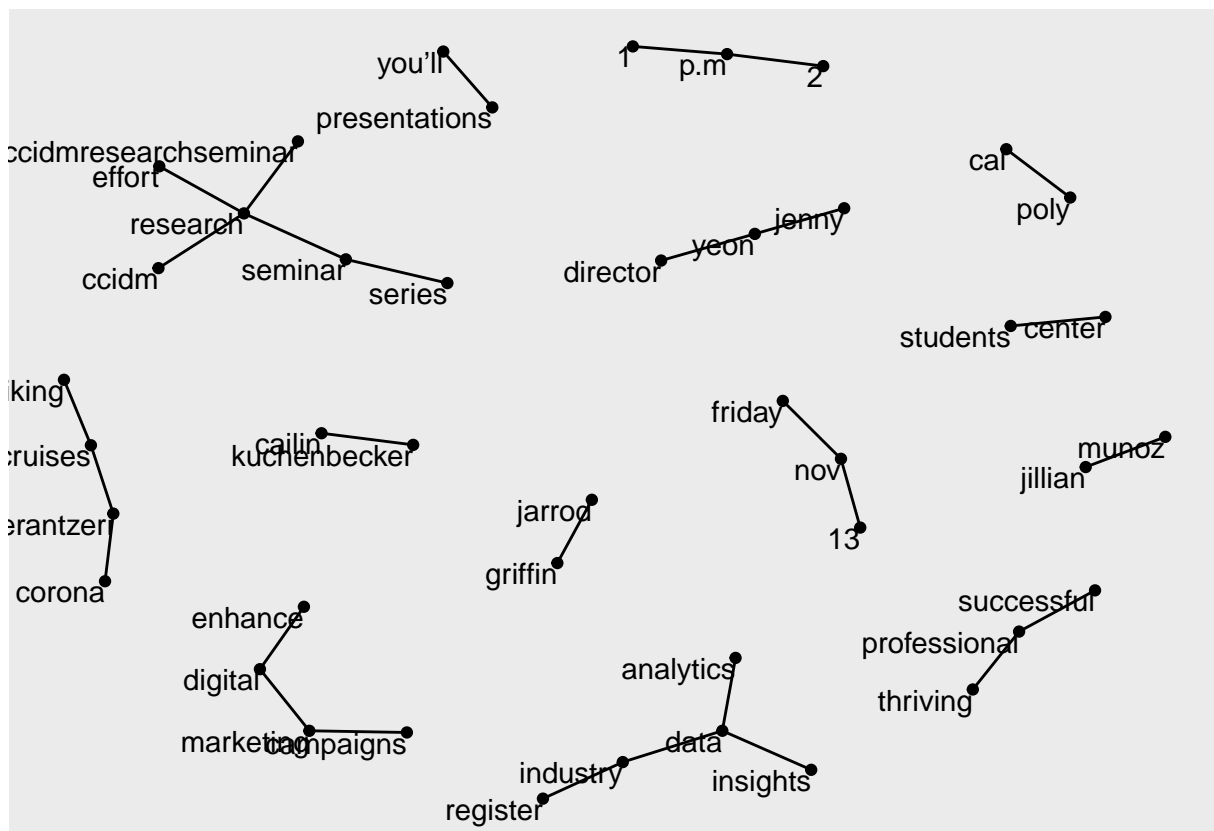 you'll
1
p.m
2
presentations
ccidmresearchseminar
effort
cal
poly
research
jenny
yeon
director
ccidm
seminar
series
students
center
iking
cruises
erantzeri
corona
friday
nov
13
cailin
kuchenbecker
munoz
jillian
jarrod
griffin
enhance
digital
marketing
campaigns
successful
professional
thriving
analytics
data
industry
insights
register